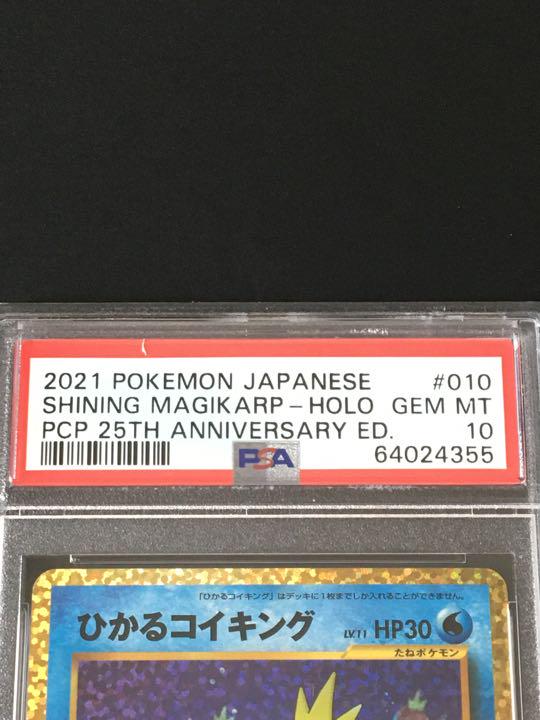 2021 POKEMON JAPANESE #010
SHINING MAGIKARP - HOLO GEM MT
PCP 25TH ANNIVERSARY ED. 10
PSA 64024355
「ひかるコイキング」はデッキに1枚までしか入れることができません。
ひかるコイキング LV.11 HP30
たねポケモン